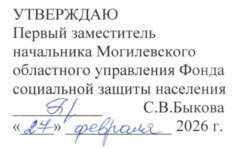 УТВЕРЖДАЮ
Первый заместитель
начальника Могилевского
областного управления Фонда
социальной защиты населения
С.В.Быкова
«27» февраля 2026 г.